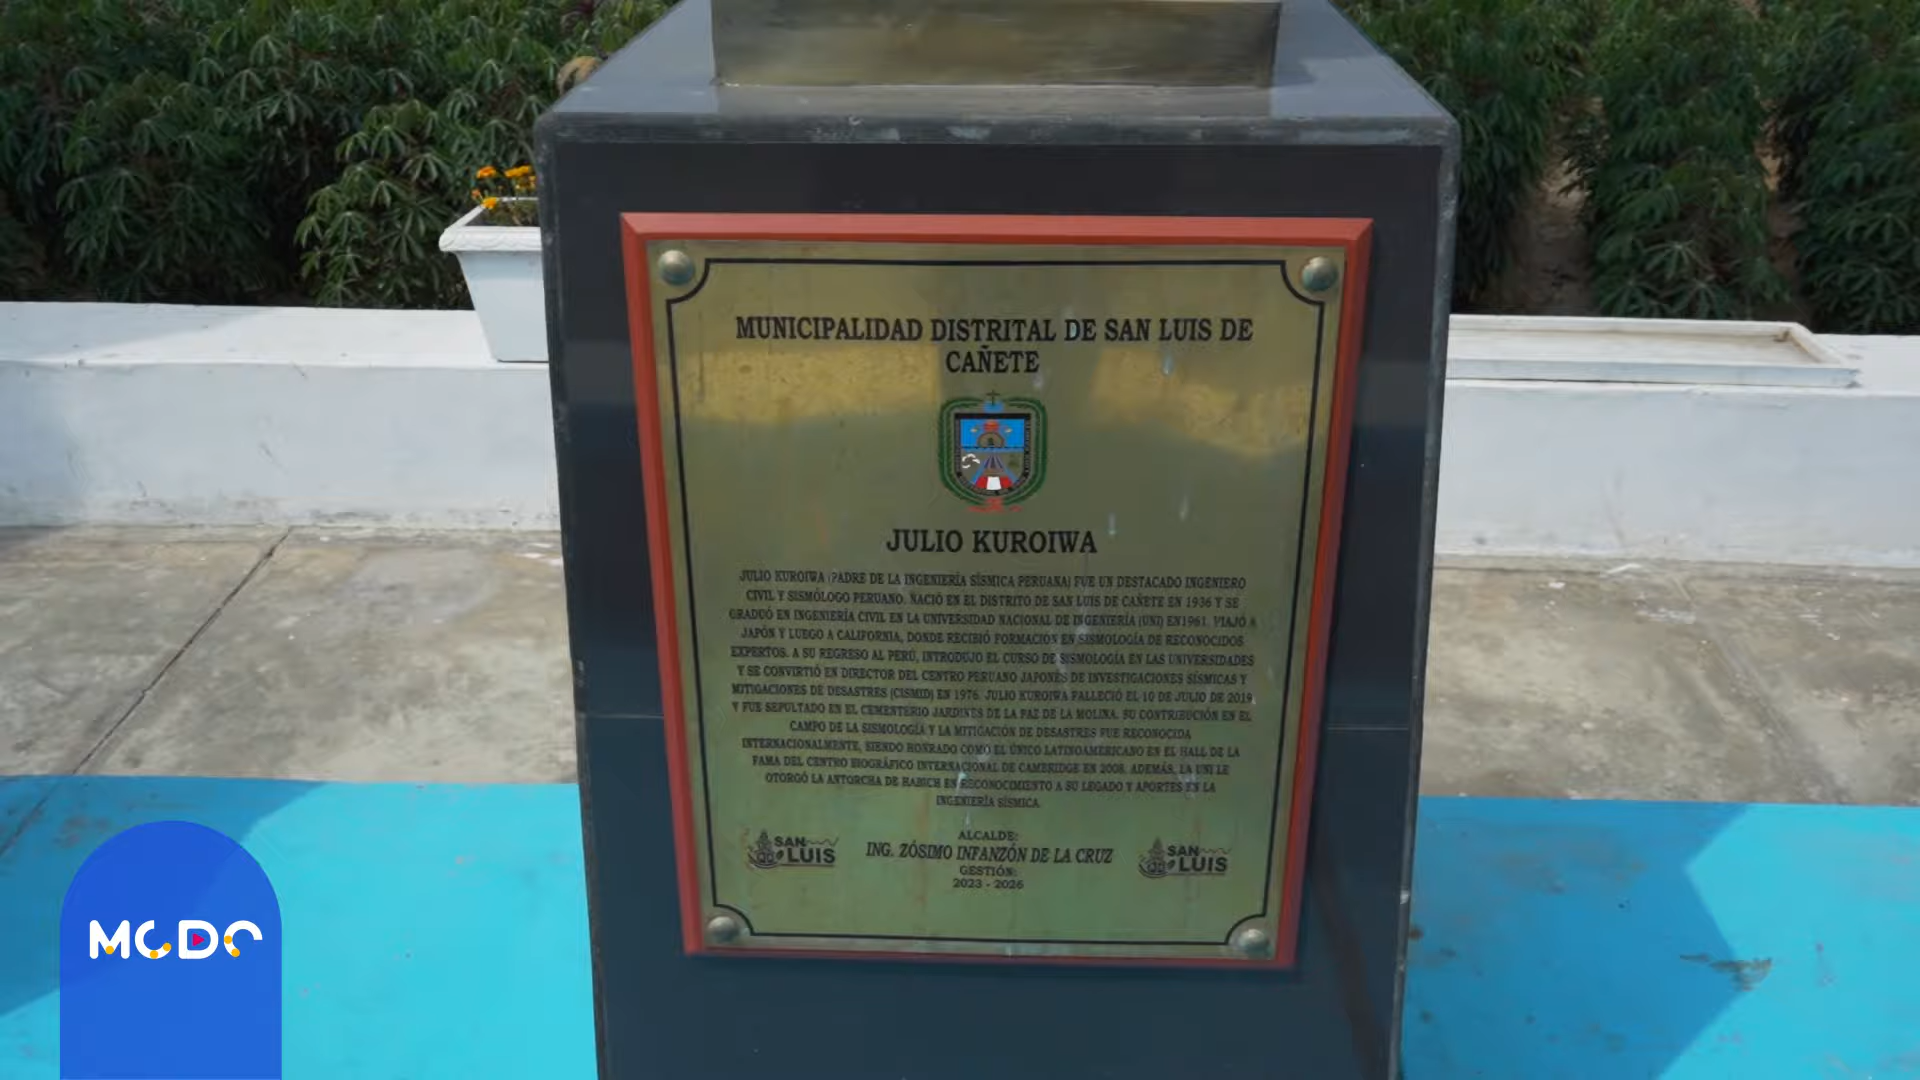 MUNICIPALIDAD DISTRITAL DE SAN LUIS DE
CAÑETE
JULIO KUROIWA
JULIO KUROIWA (PADRE DE LA INGENIERÍA SÍSMICA PERUANA) FUE UN DESTACADO INGENIERO
CIVIL Y SISMÓLOGO PERUANO. NACIÓ EN EL DISTRITO DE SAN LUIS DE CAÑETE EN 1936 Y SE
GRADUÓ EN INGENIERÍA CIVIL EN LA UNIVERSIDAD NACIONAL DE INGENIERÍA (UNI) EN1961. VIAJÓ A
JAPÓN Y LUEGO A CALIFORNIA, DONDE RECIBIÓ FORMACIÓN EN SISMOLOGÍA DE RECONOCIDOS
EXPERTOS. A SU REGRESO AL PERÚ, INTRODUJO EL CURSO DE SISMOLOGÍA EN LAS UNIVERSIDADES
Y SE CONVIRTIÓ EN DIRECTOR DEL CENTRO PERUANO JAPONÉS DE INVESTIGACIONES SÍSMICAS Y
MITIGACIONES DE DESASTRES (CISMID) EN 1976. JULIO KUROIWA FALLECIÓ EL 10 DE JULIO DE 2019
Y FUE SEPULTADO EN EL CEMENTERIO JARDINES DE LA PAZ DE LA MOLINA. SU CONTRIBUCIÓN EN EL
CAMPO DE LA SISMOLOGÍA Y LA MITIGACIÓN DE DESASTRES FUE RECONOCIDA
INTERNACIONALMENTE, SIENDO HONRADO COMO EL ÚNICO LATINOAMERICANO EN EL HALL DE LA
FAMA DEL CENTRO BIOGRÁFICO INTERNACIONAL DE CAMBRIDGE EN 2008. ADEMÁS, LA UNI LE
OTORGÓ LA ANTORCHA DE HABICH EN RECONOCIMIENTO A SU LEGADO Y APORTES EN LA
INGENIERÍA SÍSMICA.
ALCALDE:
SAN LUIS
ING. ZÓSIMO INFANZÓN DE LA CRUZ
SAN LUIS
GESTIÓN:
2023 - 2026
MCDC